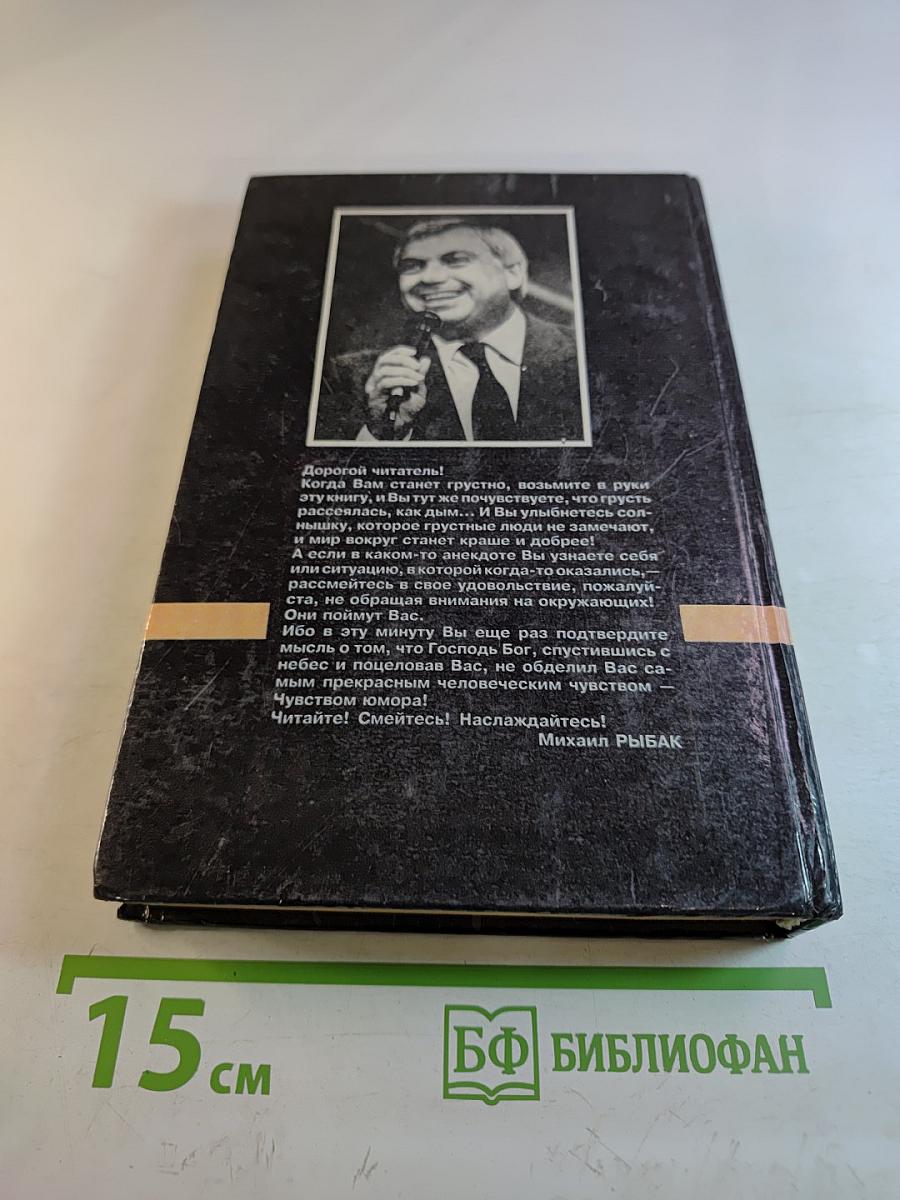 Дорогой читатель!
Когда Вам станет грустно, возьмите в руки
эту книгу, и Вы тут же почувствуете, что грусть
рассеялась, как дым... И Вы улыбнетесь сол-
нышку, которое грустные люди не замечают,
и мир вокруг станет краше и добрее!
А если в каком-то анекдоте Вы узнаете себя
или ситуацию, в которой когда-то оказались,—
рассмейтесь в свое удовольствие, пожалуй-
ста, не обращая внимания на окружающих!
Они поймут Вас.
Ибо в эту минуту Вы еще раз подтвердите
мысль о том, что Господь Бог, спустившись с
небес и поцеловав Вас, не обделил Вас са-
мым прекрасным человеческим чувством —
Чувством юмора!
Читайте! Смейтесь! Наслаждайтесь!
Михаил РЫБАК
15 см
БФ БИБЛИОФАН